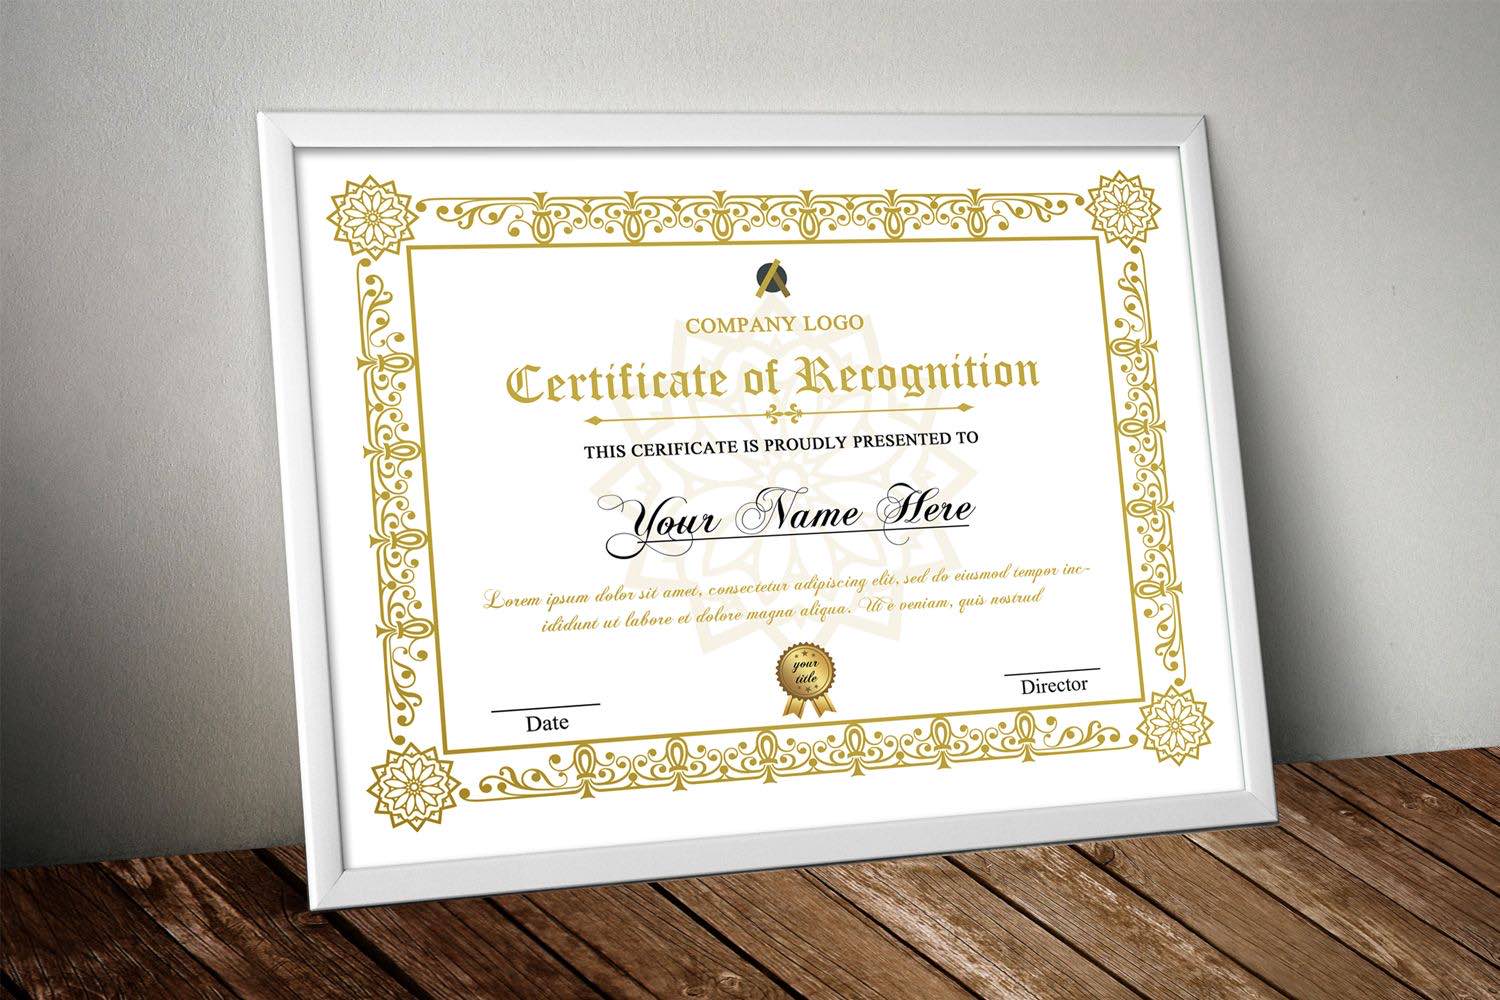 COMPANY LOGO
Certificate of Recognition
THIS CERIFICATE IS PROUDLY PRESENTED TO
Your Name Here
Lorem ipsum dolor sit amet, consectetur adipiscing elit, sed do eiusmod tempor inc-
ididunt ut labore et dolore magna aliqua. Ut e veniam, quis nostrud
your
title
Date
Director